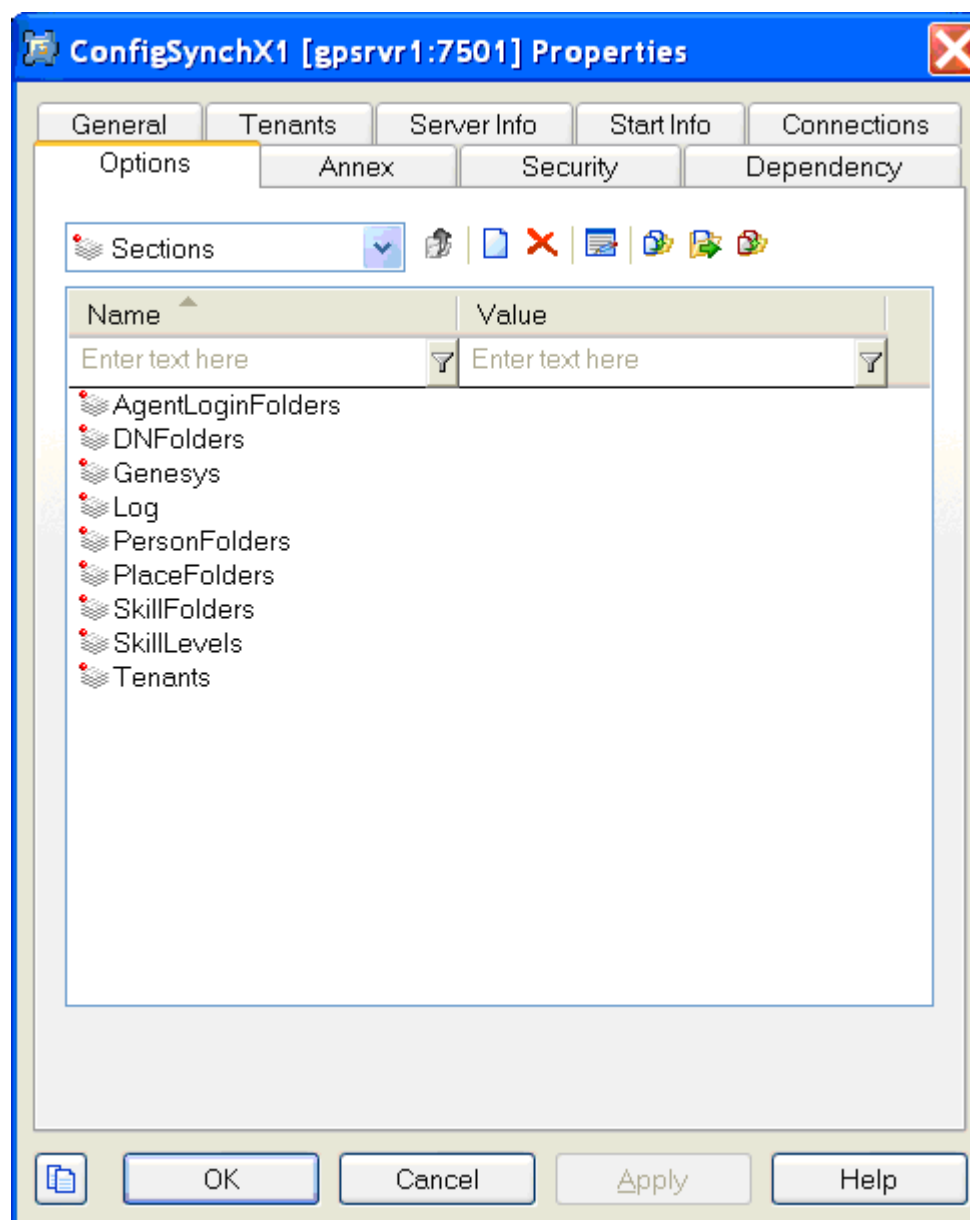 ConfigSynchX1 [gpsrvr1:7501] Properties
General Tenants Server Info Start Info Connections
Options Annex Security Dependency
Sections
Name Value
Enter text here Enter text here
AgentLoginFolders
DNFolders
Genesys
Log
PersonFolders
PlaceFolders
SkillFolders
SkillLevels
Tenants
OK Cancel Apply Help